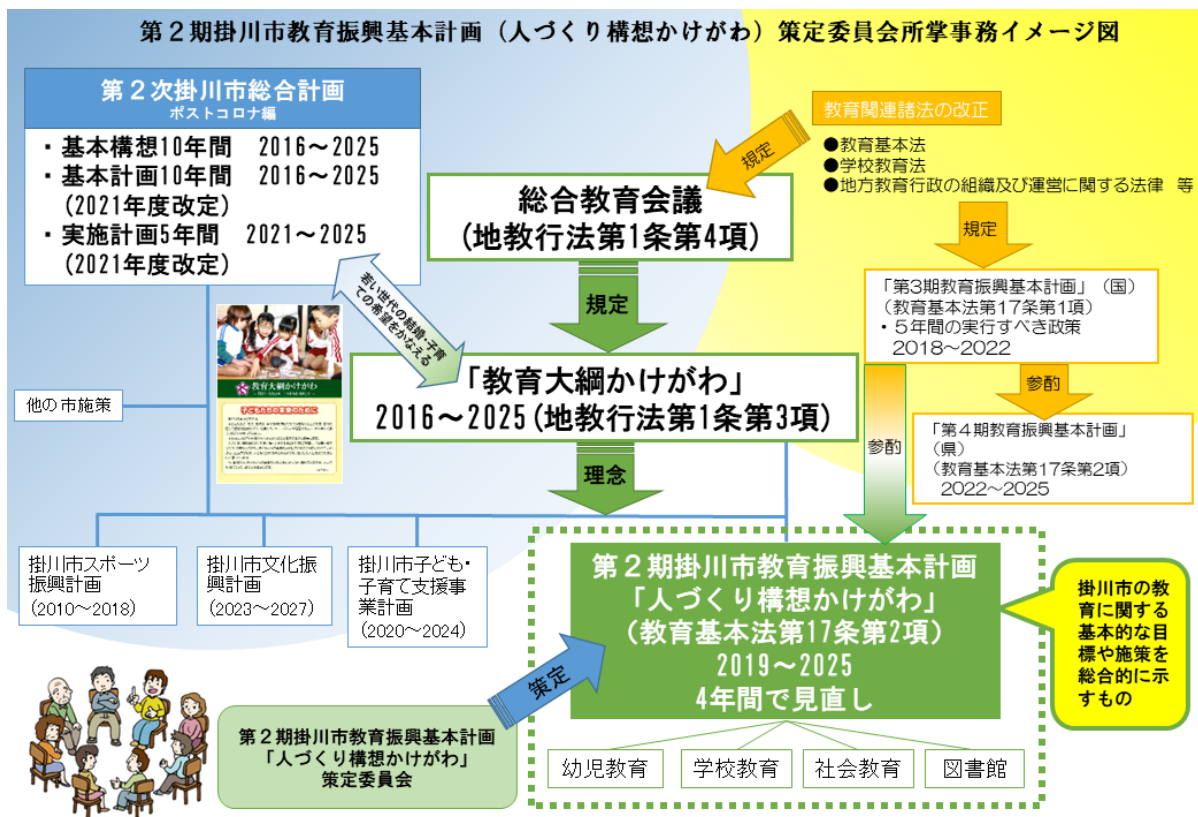 第２期掛川市教育振興基本計画（人づくり構想かけがわ）策定委員会所掌事務イメージ図
第２次掛川市総合計画
ポストコロナ編
・基本構想10年間　2016～2025
・基本計画10年間　2016～2025
(2021年度改定)
・実施計画5年間　2021～2025
(2021年度改定)
教育関連諸法の改正
●教育基本法
●学校教育法
●地方教育行政の組織及び運営に関する法律　等
規定
総合教育会議
(地教行法第1条第4項)
規定
規定
「第3期教育振興基本計画」（国）
（教育基本法第17条第1項）
・５年間の実行すべき政策
2018～2022
若い世代の結婚･子育
ての希望をかなえる
教育大綱かけがわ
子どもたちの未来のために
「教育大綱かけがわ」
2016～2025(地教行法第1条第3項)
参酌
参酌
「第４期教育振興基本計画」
（県）
（教育基本法第17条第2項）
2022～2025
他の市施策
理念
掛川市スポーツ
振興計画
(2010～2018)
掛川市文化振
興計画
(2023～2027)
掛川市子ども・
子育て支援事
業計画
(2020～2024)
第２期掛川市教育振興基本計画
「人づくり構想かけがわ」
(教育基本法第17条第2項)
2019～2025
4年間で見直し
掛川市の教
育に関する
基本的な目
標や施策を
総合的に示
すもの
策定
第２期掛川市教育振興基本計画
「人づくり構想かけがわ」
策定委員会
幼児教育
学校教育
社会教育
図書館